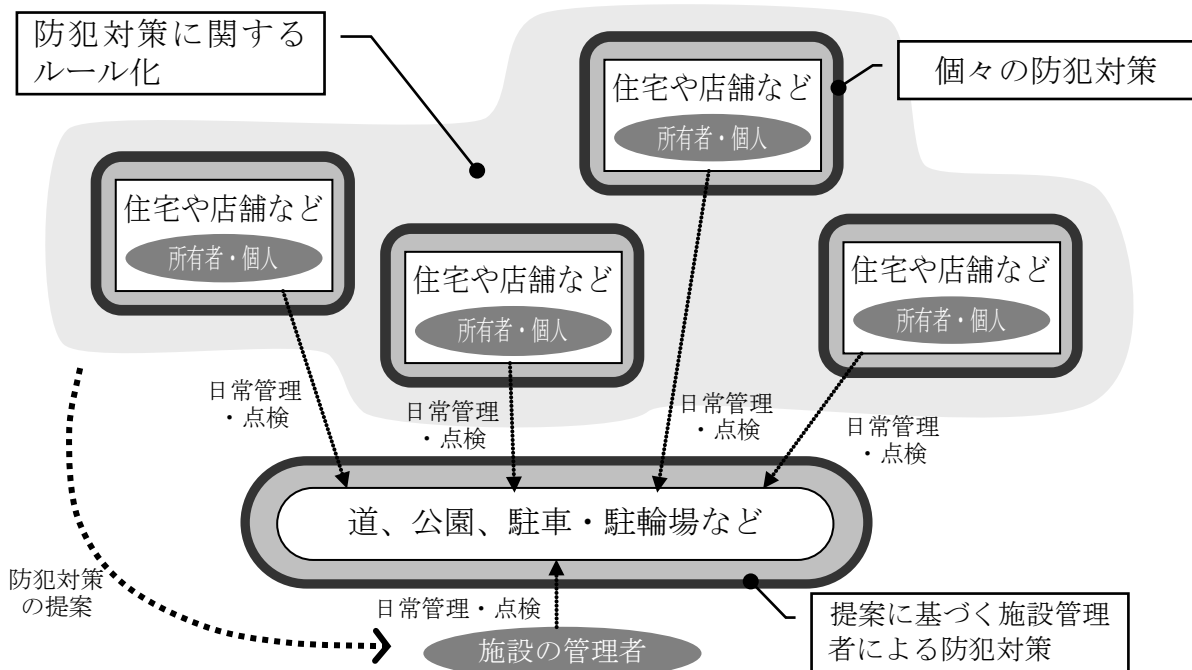 防犯対策に関する
ルール化
個々の防犯対策
住宅や店舗など
所有者・個人
住宅や店舗など
所有者・個人
住宅や店舗など
所有者・個人
住宅や店舗など
所有者・個人
日常管理
・点検
日常管理
・点検
日常管理
・点検
日常管理
・点検
道、公園、駐車・駐輪場など
防犯対策
の提案
日常管理・点検
施設の管理者
提案に基づく施設管理
者による防犯対策